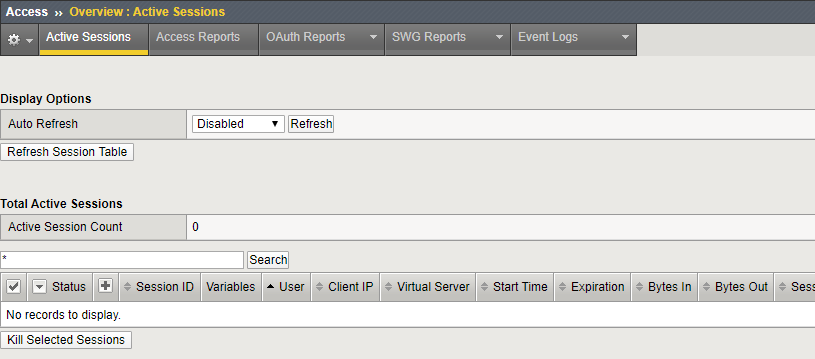 Access ›› Overview : Active Sessions
Active Sessions Access Reports OAuth Reports SWG Reports Event Logs
Display Options
Auto Refresh Disabled Refresh
Refresh Session Table
Total Active Sessions
Active Session Count 0
* Search
Status Session ID Variables User Client IP Virtual Server Start Time Expiration Bytes In Bytes Out Sess
No records to display.
Kill Selected Sessions